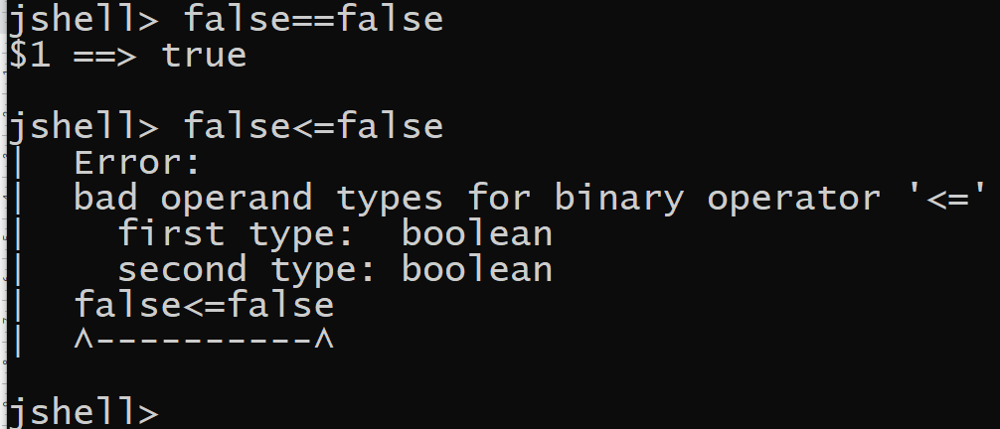 jshell> false==false
$1 ==> true
jshell> false<=false
|  Error:
|  bad operand types for binary operator '<='
|    first type:  boolean
|    second type: boolean
|  false<=false
|  ^----------^
jshell>